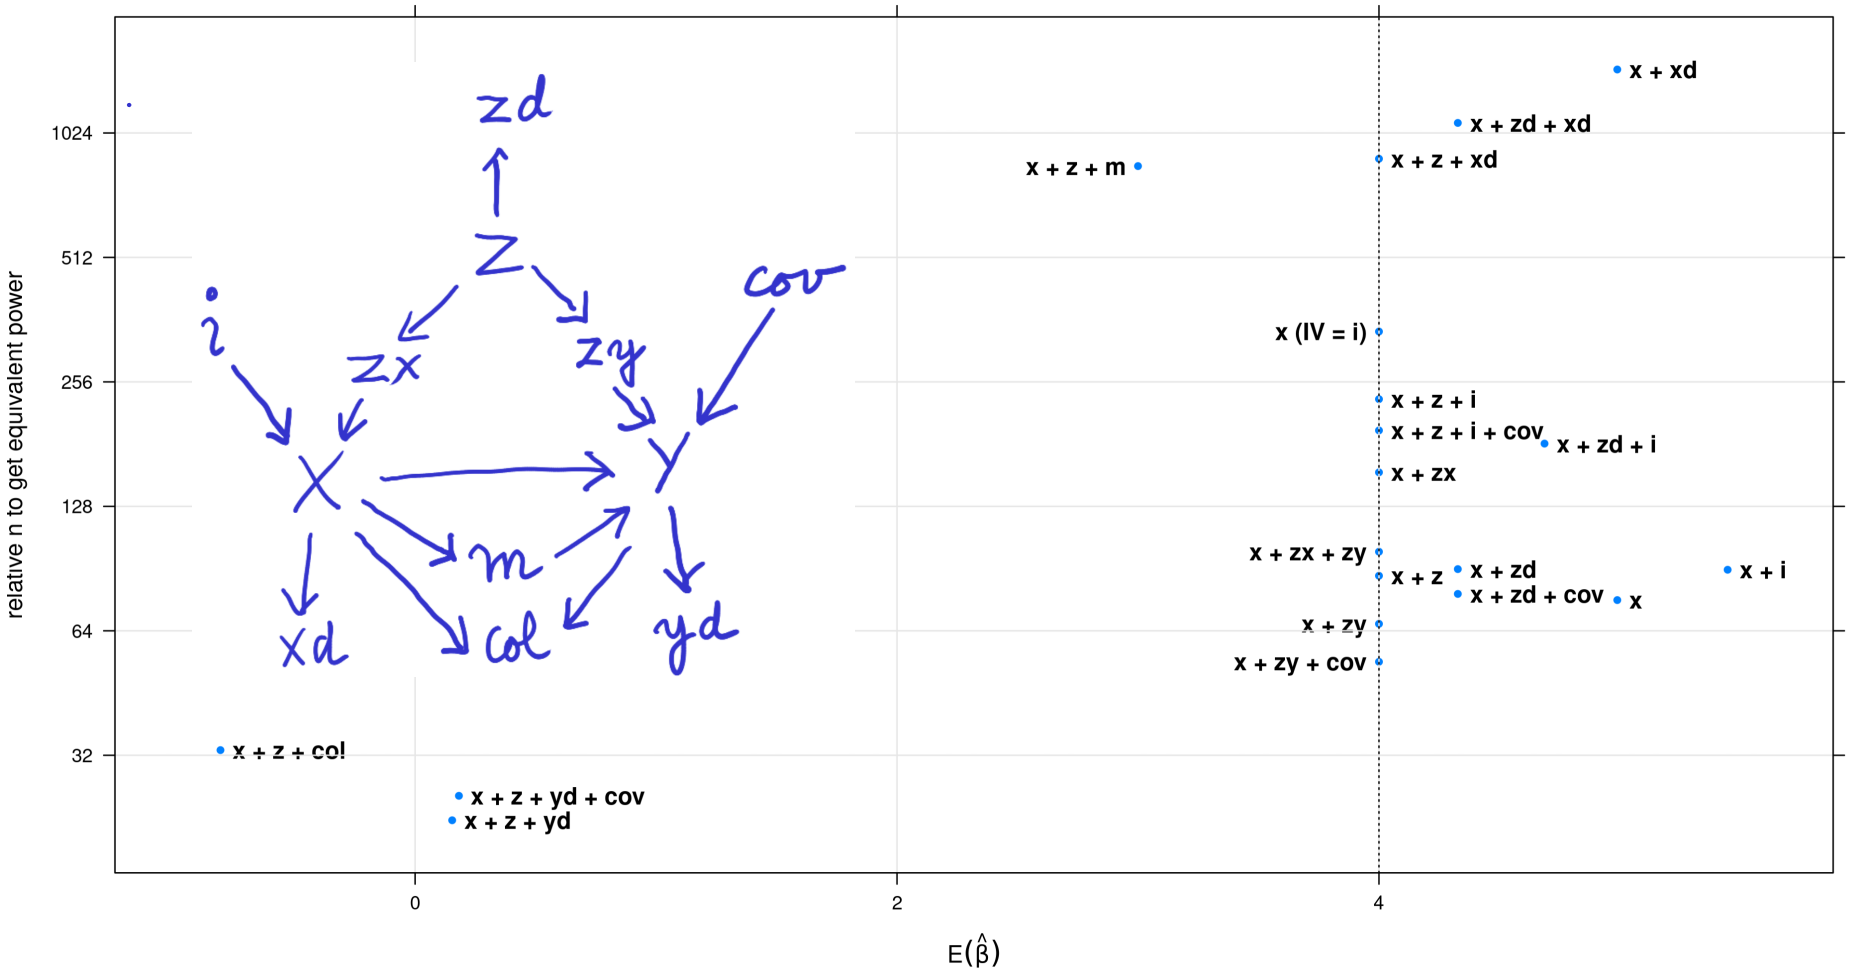 relative n to get equivalent power
1024
512
256
128
64
32
zd
Z
cov
i
zx
zy
X
Y
m
xd
col
yd
x + xd
x + zd + xd
x + z + xd
x + z + m
x (IV = i)
x + z + i
x + z + i + cov
x + zd + i
x + zx
x + zx + zy
x + z
x + zd
x + i
x + zd + cov
x
x + zy
x + zy + cov
x + z + col
x + z + yd + cov
x + z + yd
0
2
4
E(β̂)